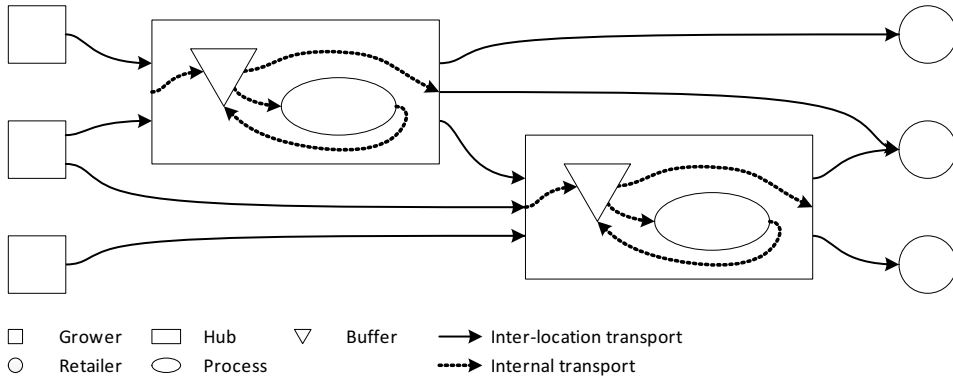 Grower Hub Buffer Inter-location transport
Retailer Process Internal transport